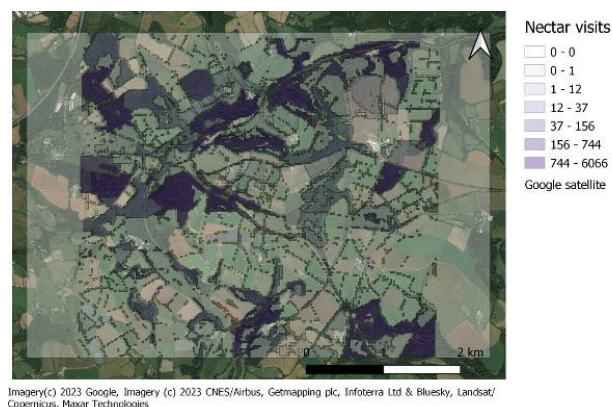 Nectar visits
0 - 0
0 - 1
1 - 12
12 - 37
37 - 156
156 - 744
744 - 6066
Google satellite
0 1 2 km
Imagery(c) 2023 Google, Imagery (c) 2023 CNES/Airbus, Getmapping plc, Infoterra Ltd & Bluesky, Landsat/
Copernicus, Maxar Technologies